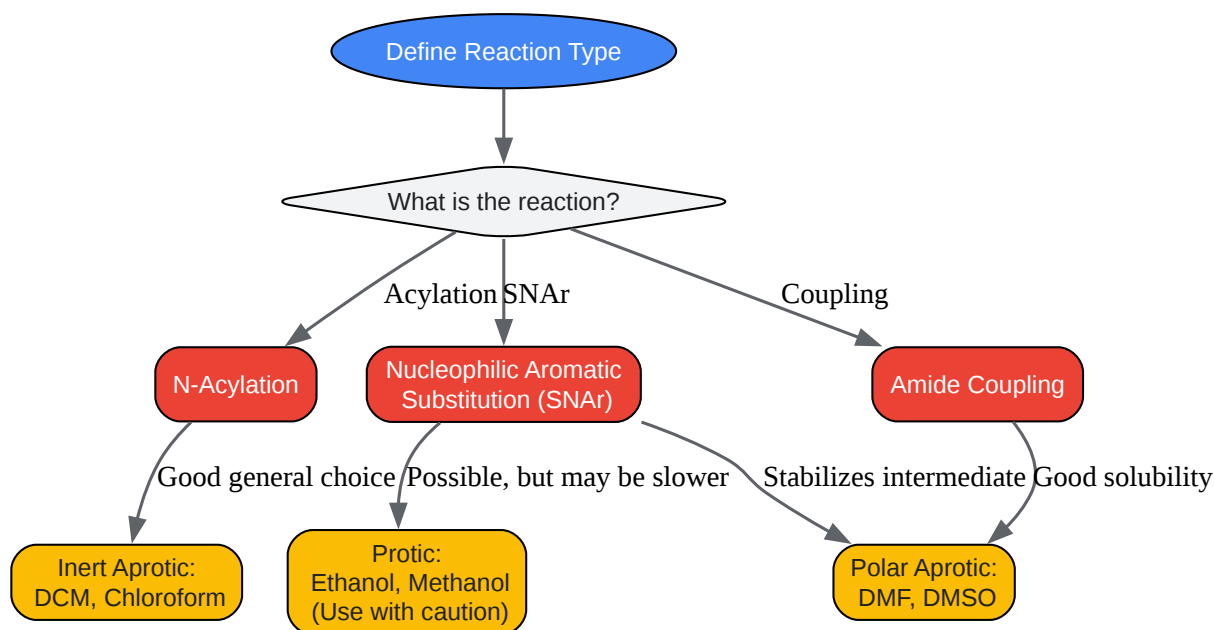 Define Reaction Type
What is the reaction?
Acylation
SNAr
Coupling
N-Acylation
Nucleophilic Aromatic
Substitution (SNAr)
Amide Coupling
Good general choice
Possible, but may be slower
Stabilizes intermediate
Good solubility
Inert Aprotic:
DCM, Chloroform
Protic:
Ethanol, Methanol
(Use with caution)
Polar Aprotic:
DMF, DMSO